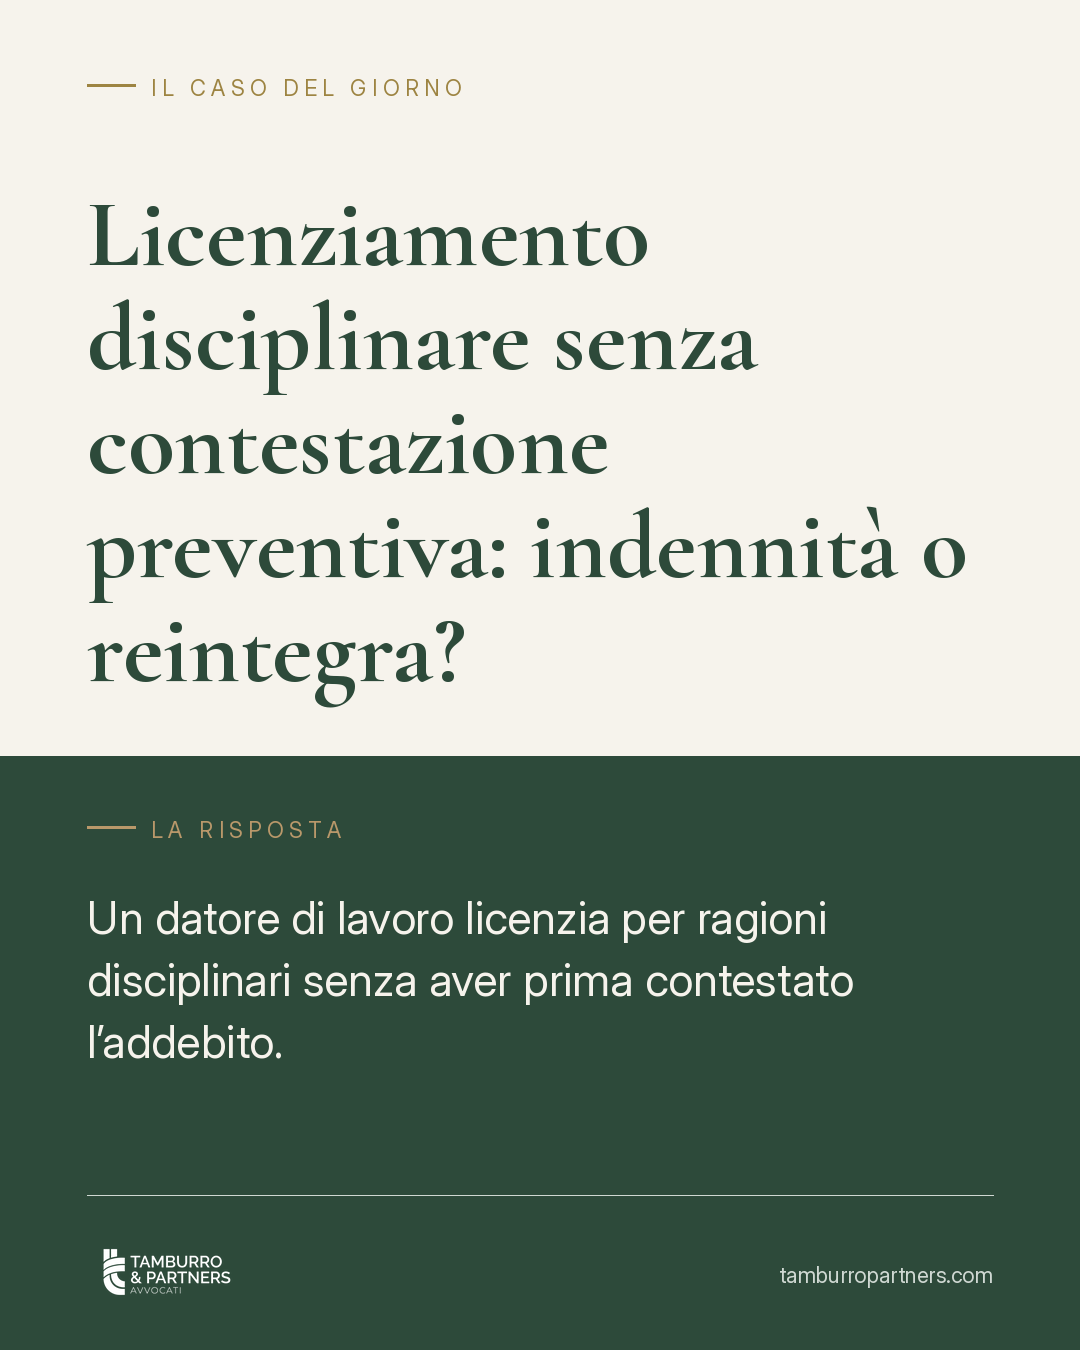 IL CASO DEL GIORNO
Licenziamento
disciplinare senza
contestazione
preventiva: indennità o
reintegra?
LA RISPOSTA
Un datore di lavoro licenzia per ragioni
disciplinari senza aver prima contestato
l’addebito.
TAMBURRO
& PARTNERS
AVVOCATI
tamburropartners.com